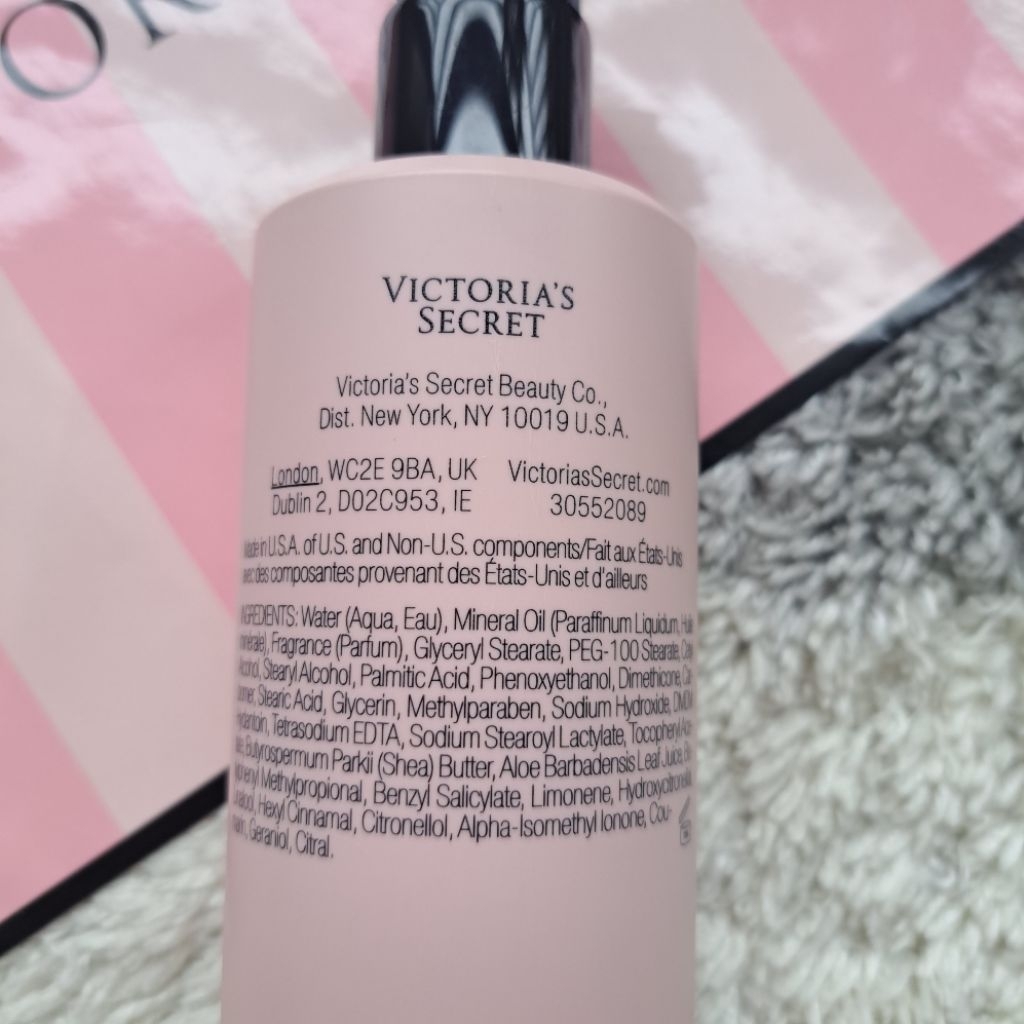 OR
VICTORIA'S
SECRET
Victoria's Secret Beauty Co.,
Dist. New York, NY 10019 U.S.A.
London, WC2E 9BA, UK
Dublin 2, D02C953, IE
VictoriasSecret.com
30552089
Made in U.S.A. of U.S. and Non-U.S. components/Fait aux États-Unis
avec des composantes provenant des États-Unis et d'ailleurs
INGREDIENTS: Water (Aqua, Eau), Mineral Oil (Paraffinum Liquidum,
Fragrance (Parfum), Glyceryl Stearate, PEG-100 Stearate,
Alcohol, Stearyl Alcohol, Palmitic Acid, Phenoxyethanol, Dimethicone,
Stearic Acid, Glycerin, Methylparaben, Sodium Hydroxide, DMDM
Tetrasodium EDTA, Sodium Stearoyl Lactylate,
Butyrospermum Parkii (Shea) Butter, Aloe Barbadensis Leaf Juice,
Methylpropional, Benzyl Salicylate, Limonene,
Hexyl Cinnamal, Citronellol, Alpha-Isomethyl Ionone, Cou-
Geraniol, Citral.